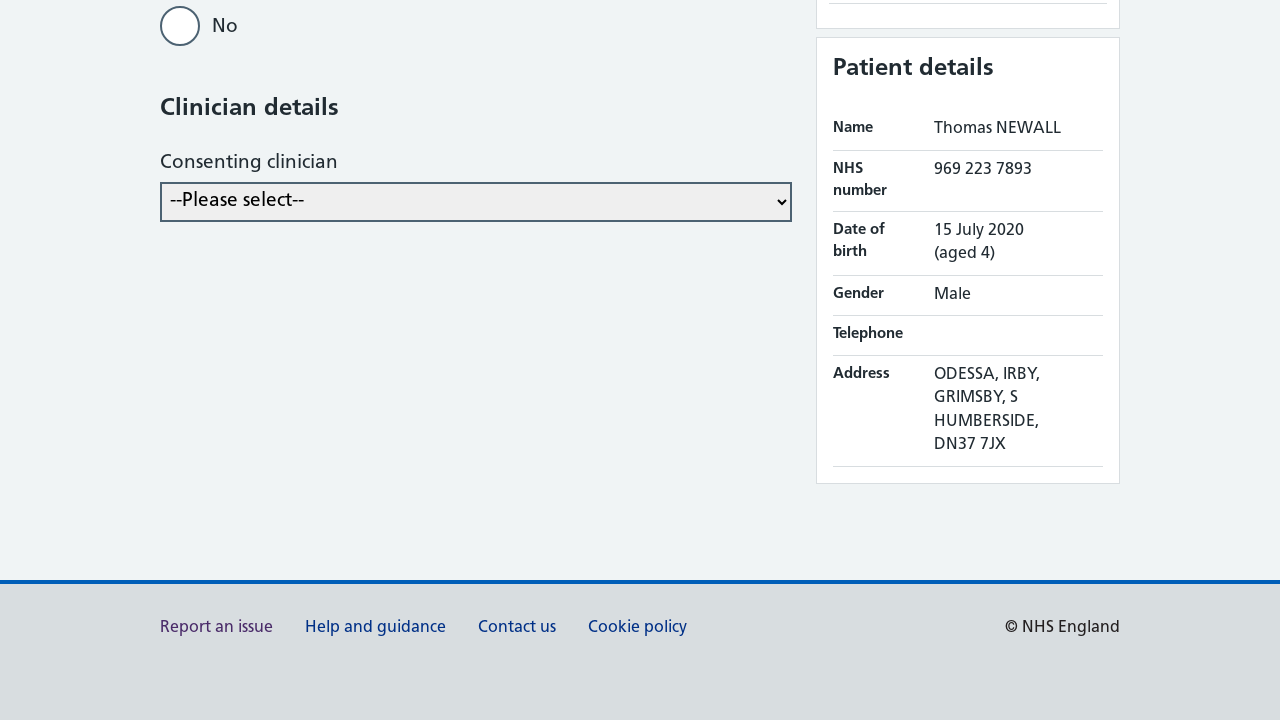 No
Clinician details
Consenting clinician
--Please select--
Patient details
Name Thomas NEWALL
NHS number 969 223 7893
Date of birth 15 July 2020 (aged 4)
Gender Male
Telephone
Address ODESSA, IRBY,
GRIMSBY, S
HUMBERSIDE,
DN37 7JX
Report an issue Help and guidance Contact us Cookie policy © NHS England